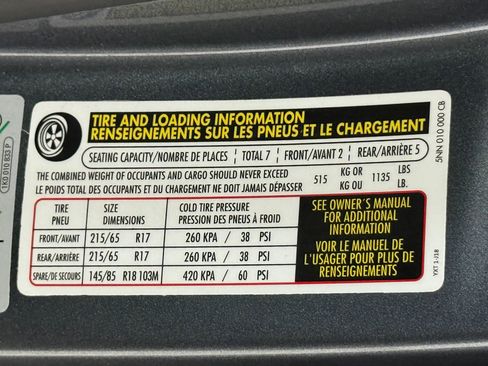 TIRE AND LOADING INFORMATION
RENSEIGNEMENTS SUR LES PNEUS ET LE CHARGEMENT
SEATING CAPACITY/NOMBRE DE PLACES TOTAL 7 FRONT/AVANT 2 REAR/ARRIÈRE 5
THE COMBINED WEIGHT OF OCCUPANTS AND CARGO SHOULD NEVER EXCEED 515 KG OR 1135 LBS
LE POIDS TOTAL DES OCCUPANTS ET DU CHARGEMENT NE DOIT JAMAIS DÉPASSER KG OU LB.
TIRE SIZE COLD TIRE PRESSURE
PNEU DIMENSIONS PRESSION DES PNEUS À FROID
FRONT/AVANT 215/65 R17 260 KPA / 38 PSI
REAR/ARRIÈRE 215/65 R17 260 KPA / 38 PSI
SPARE/DE SECOURS 145/85 R18 103M 420 KPA / 60 PSI
SEE OWNER'S MANUAL
FOR ADDITIONAL
INFORMATION
VOIR LE MANUEL DE
L'USAGER POUR PLUS DE
RENSEIGNEMENTS
5NN 010 000 CB
YXT 1-J18
1K0 010 833 P